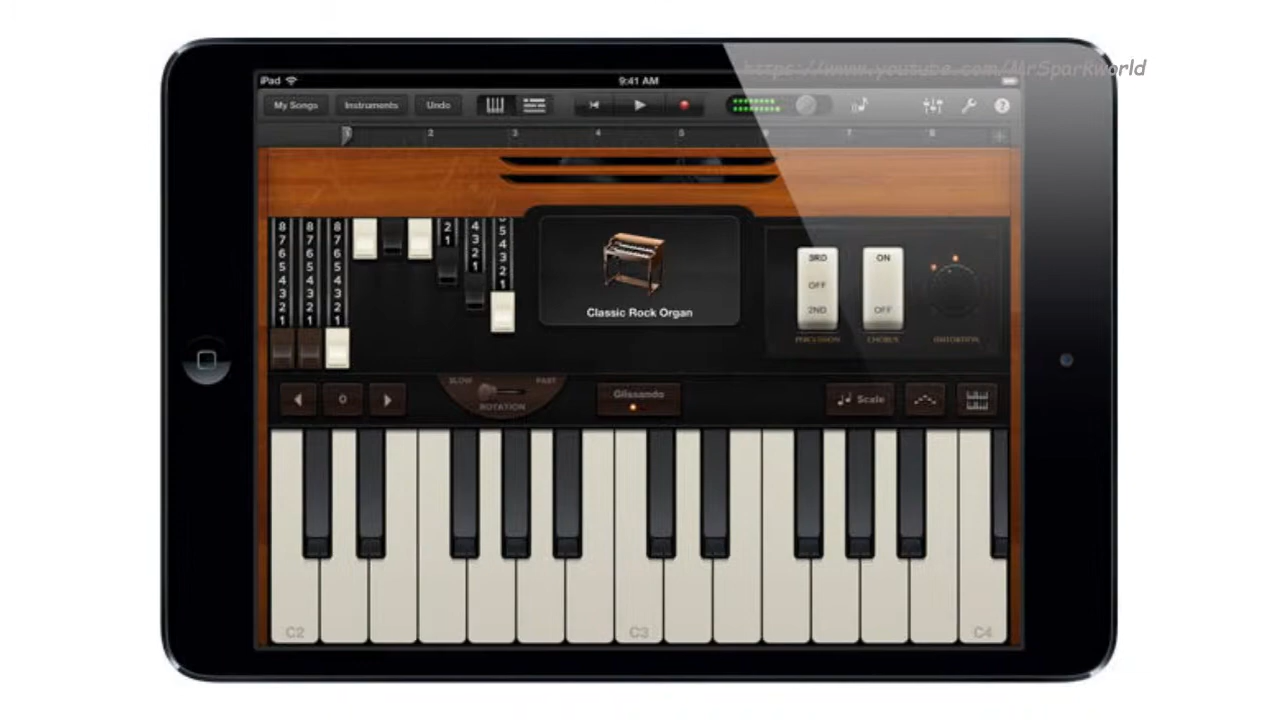 https://www.youtube.com/MrSparkworld
iPad 9:41 AM
My Songs Instruments Undo ?
1 2 3 4 5 6 7 8 +
8 8 8 2 4 5
7 7 7 1 3 4
6 6 6 2 3
5 5 5 1 2
4 4 4 1
3 3 3
2 2 2
1 1 1
Classic Rock Organ
3RD ON
OFF
2ND OFF
PERCUSSION CHORUS DISTORTION
SLOW FAST
ROTATION
0 Glissando Scale
C2 C3 C4